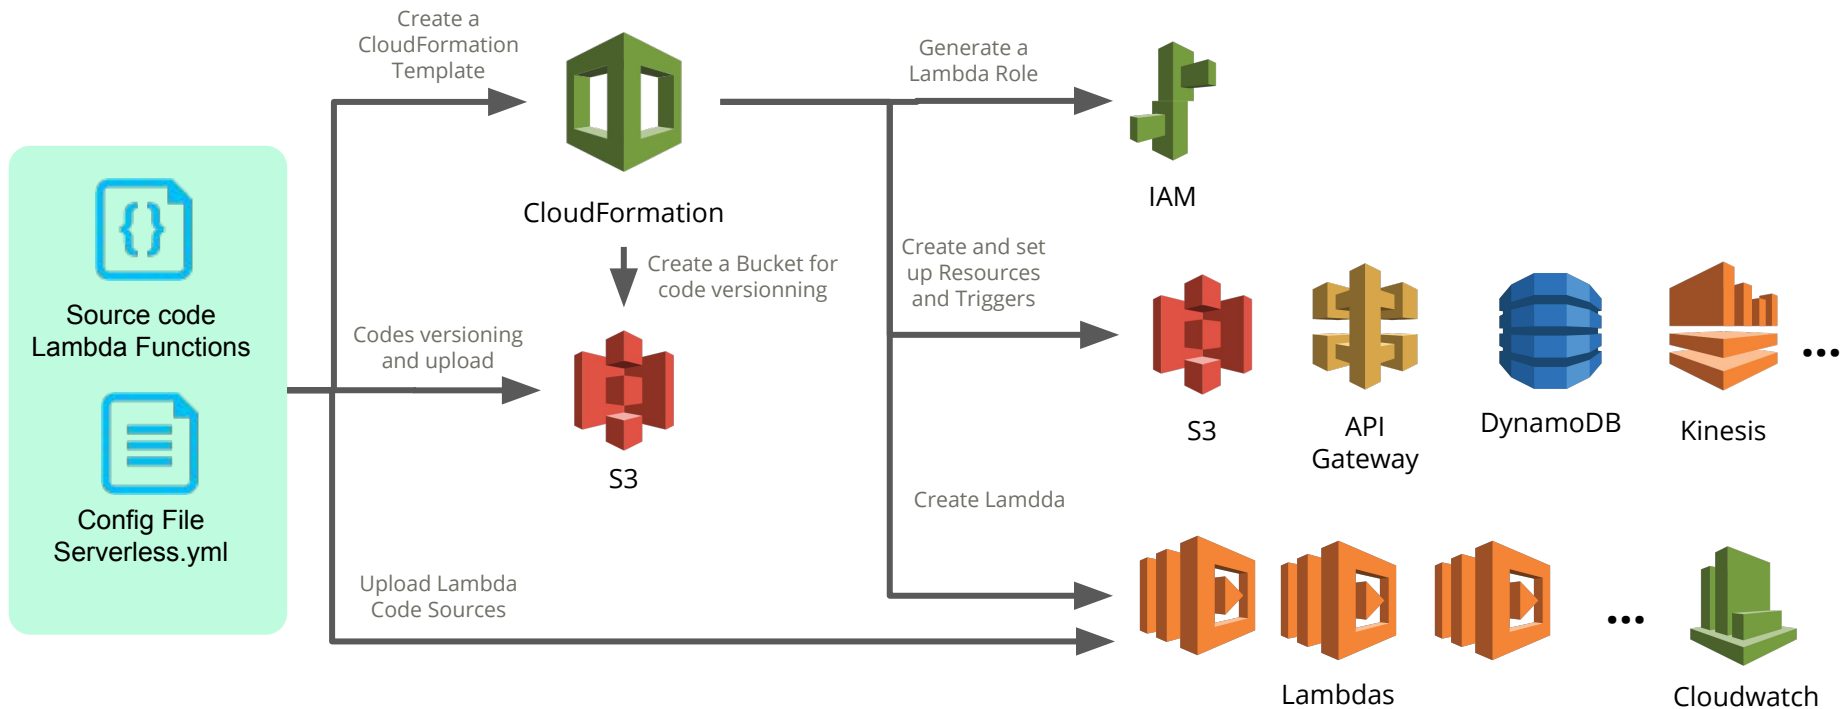 Create a
CloudFormation
Template
Generate a
Lambda Role
IAM
CloudFormation
Source code
Lambda Functions
Create a Bucket for
code versionning
Create and set
up Resources
and Triggers
Codes versioning
and upload
S3
S3
API
Gateway
DynamoDB
Kinesis
...
Config File
Serverless.yml
Create Lamdda
Upload Lambda
Code Sources
...
Lambdas
Cloudwatch